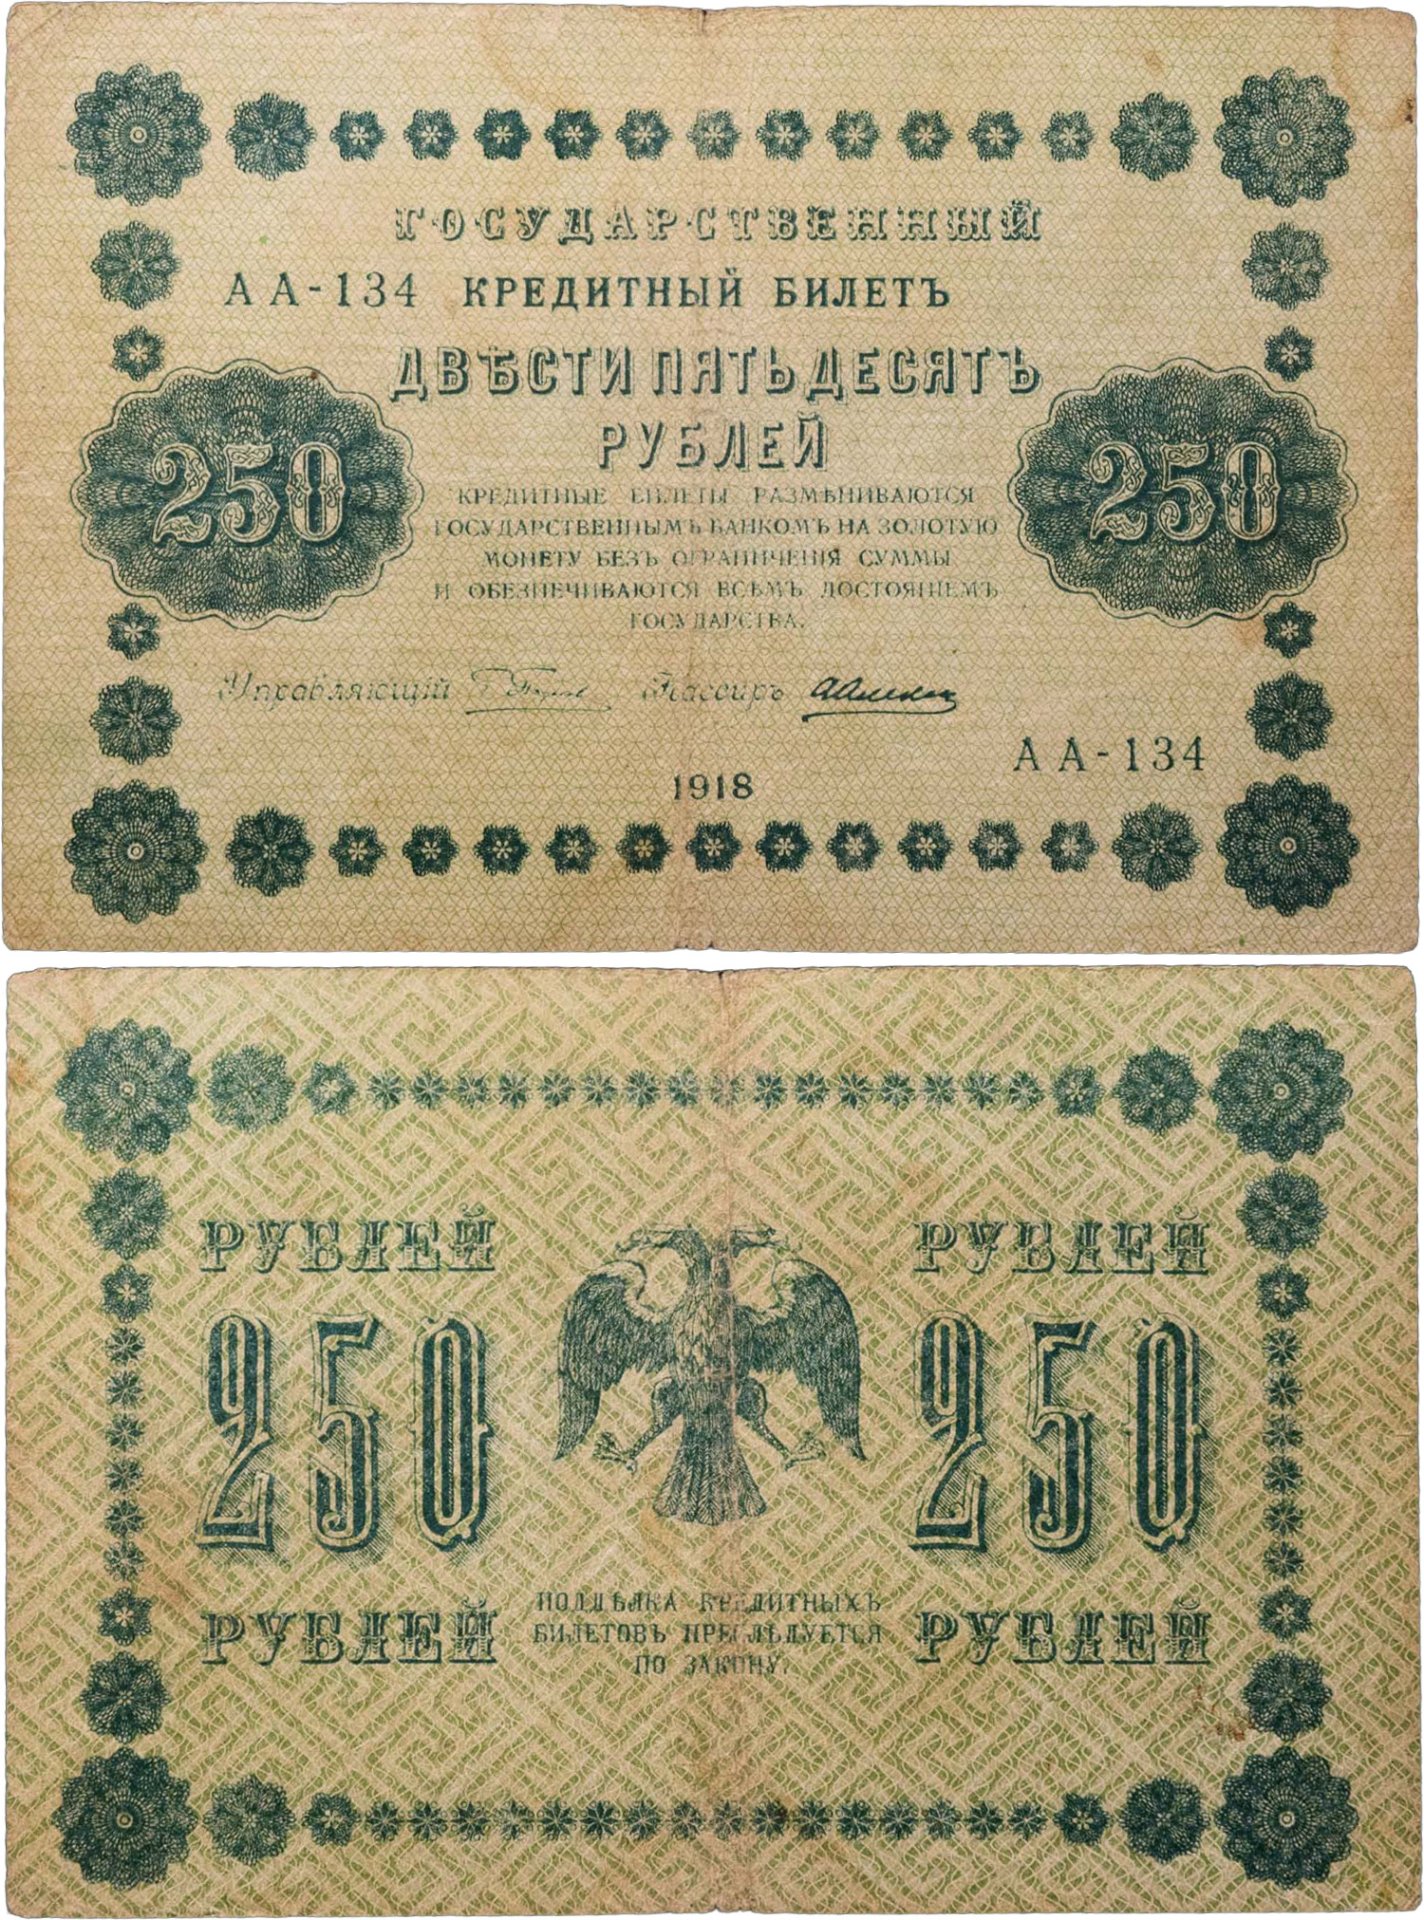 ГОСУДАРСТВЕННЫЙ
АА-134 КРЕДИТНЫЙ БИЛЕТЪ
ДВѢСТИ ПЯТЬДЕСЯТЪ
РУБЛЕЙ
250
250
КРЕДИТНЫЕ БИЛЕТЫ РАЗМѢНИВАЮТСЯ
ГОСУДАРСТВЕННЫМЪ БАНКОМЪ НА ЗОЛОТУЮ
МОНЕТУ БЕЗЪ ОГРАНИЧЕНІЯ СУММЫ
И ОБЕЗПЕЧИВАЮТСЯ ВСѢМЪ ДОСТОЯНІЕМЪ
ГОСУДАРСТВА.
Управляющій Кассиръ
АА-134
1918
РУБЛЕЙ
РУБЛЕЙ
250
250
РУБЛЕЙ
РУБЛЕЙ
ПОДДѢЛКА КРЕДИТНЫХЪ
БИЛЕТОВЪ ПРЕСЛѢДУЕТСЯ
ПО ЗАКОНУ.